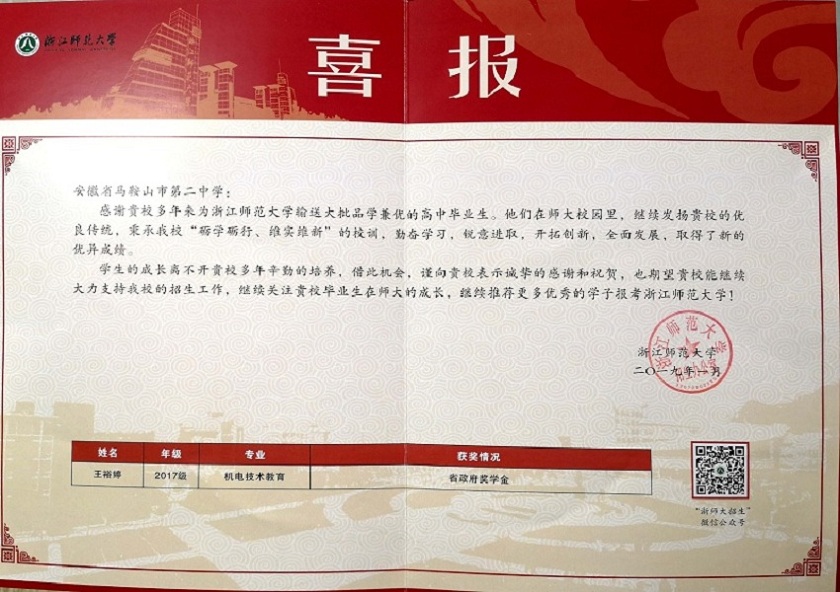 浙江师范大学
喜报
安徽省马鞍山市第二中学：
感谢贵校多年来为浙江师范大学输送大批品学兼优的高中毕业生。他们在师大校园里，继续发扬贵校的优
良传统，秉承我校“砺学砺行、维实维新”的校训，勤奋学习，锐意进取，开拓创新，全面发展，取得了新的
优异成绩。
学生的成长离不开贵校多年辛勤的培养，借此机会，谨向贵校表示诚挚的感谢和祝贺，也期望贵校能继续
大力支持我校的招生工作，继续关注贵校毕业生在师大的成长，继续推荐更多优秀的学子报考浙江师范大学！
浙江师范大学
二〇一九年一月
浙江师范大学
姓名 年级 专业 获奖情况
王裕婷 2017级 机电技术教育 省政府奖学金
“浙师大招生”
微信公众号